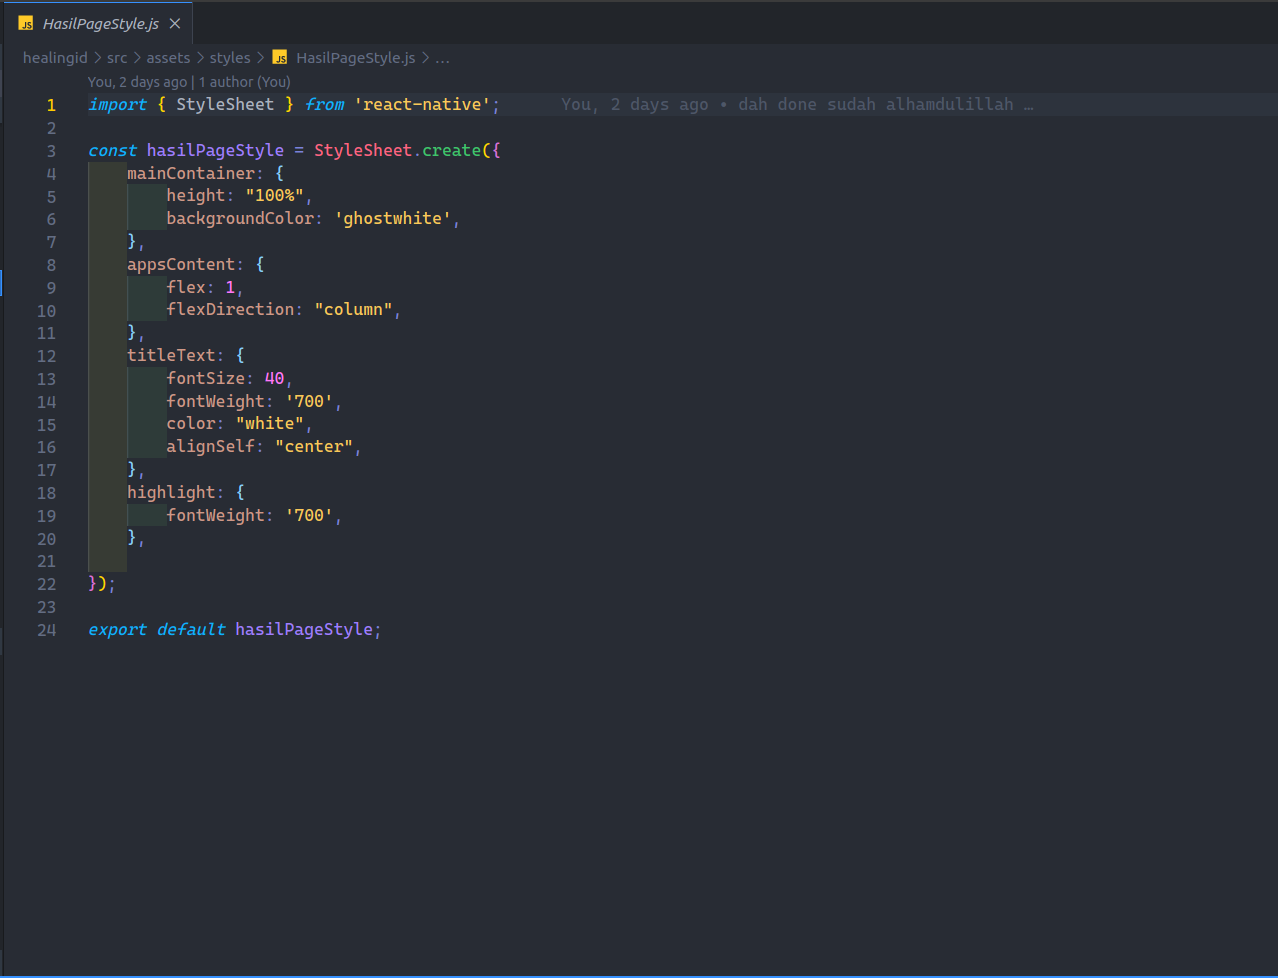 JS HasilPageStyle.js ×
healingid > src > assets > styles > JS HasilPageStyle.js > ...
You, 2 days ago | 1 author (You)
1 import { StyleSheet } from 'react-native'; You, 2 days ago • dah done sudah alhamdulillah …
2
3 const hasilPageStyle = StyleSheet.create({
4     mainContainer: {
5         height: "100%",
6         backgroundColor: 'ghostwhite',
7     },
8     appsContent: {
9         flex: 1,
10         flexDirection: "column",
11     },
12     titleText: {
13         fontSize: 40,
14         fontWeight: '700',
15         color: "white",
16         alignSelf: "center",
17     },
18     highlight: {
19         fontWeight: '700',
20     },
21
22 });
23
24 export default hasilPageStyle;